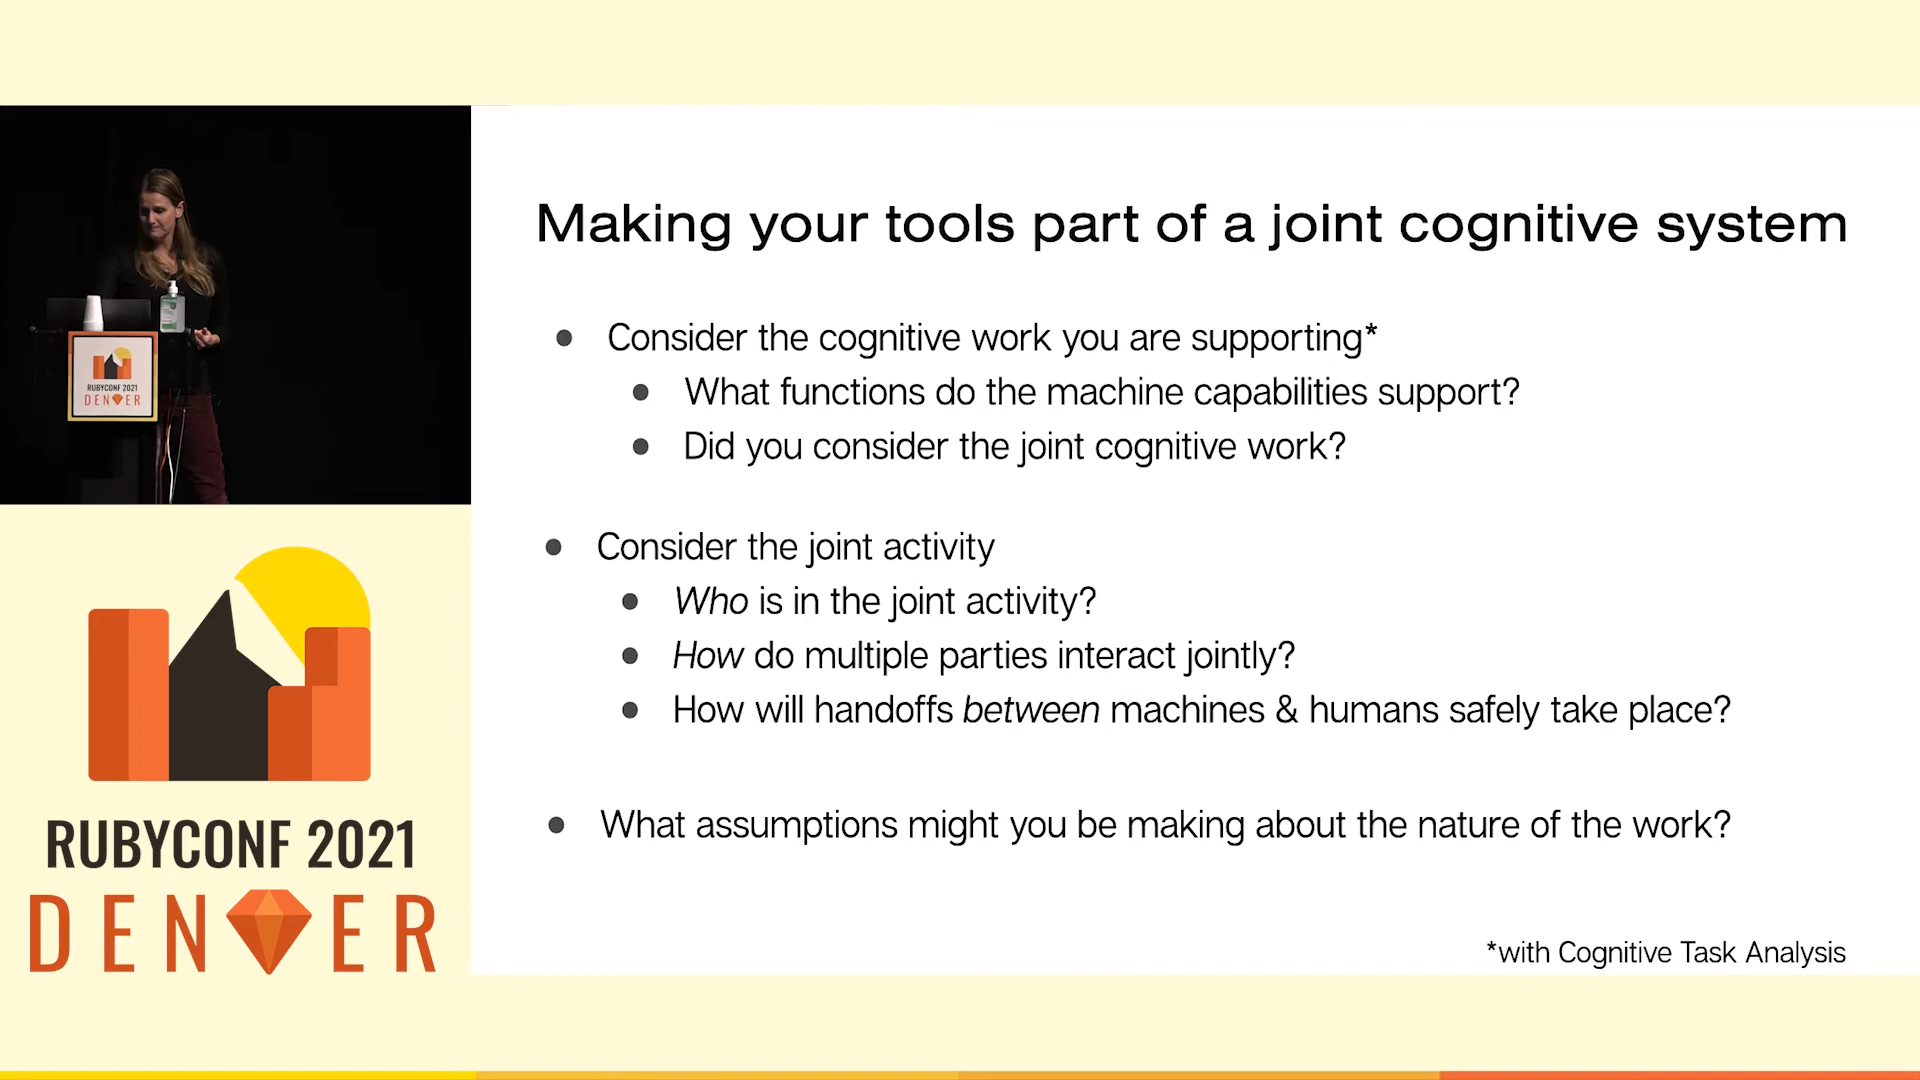 Making your tools part of a joint cognitive system
Consider the cognitive work you are supporting*
What functions do the machine capabilities support?
Did you consider the joint cognitive work?
Consider the joint activity
Who is in the joint activity?
How do multiple parties interact jointly?
How will handoffs between machines & humans safely take place?
What assumptions might you be making about the nature of the work?
*with Cognitive Task Analysis
RUBYCONF 2021
DENVER
RUBYCONF 2021
DENVER